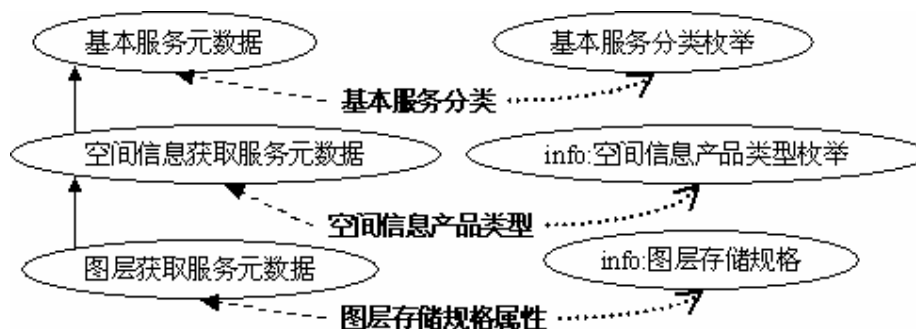 基本服务元数据
基本服务分类枚举
基本服务分类
空间信息获取服务元数据
info:空间信息产品类型枚举
空间信息产品类型
图层获取服务元数据
info:图层存储规格
图层存储规格属性